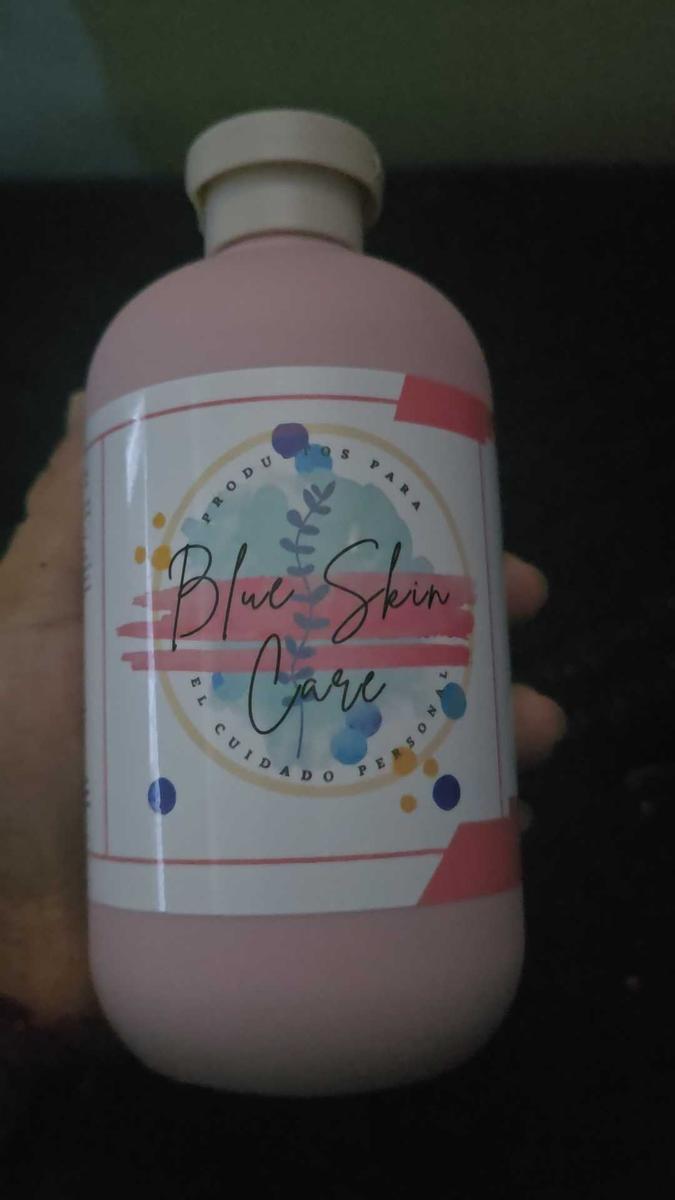 PRODUCTOS PARA
Blue Skin
Care
EL CUIDADO PERSONAL